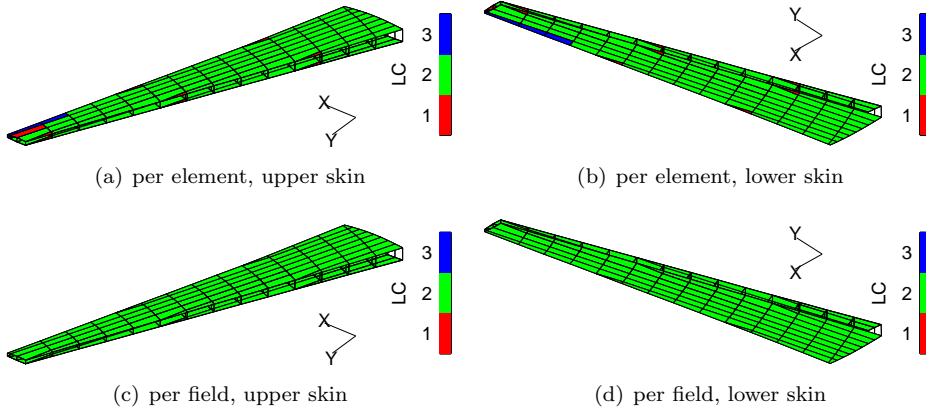 X
Y
3
2
1
LC
(a) per element, upper skin
Y
X
3
2
1
LC
(b) per element, lower skin
X
Y
3
2
1
LC
(c) per field, upper skin
Y
X
3
2
1
LC
(d) per field, lower skin